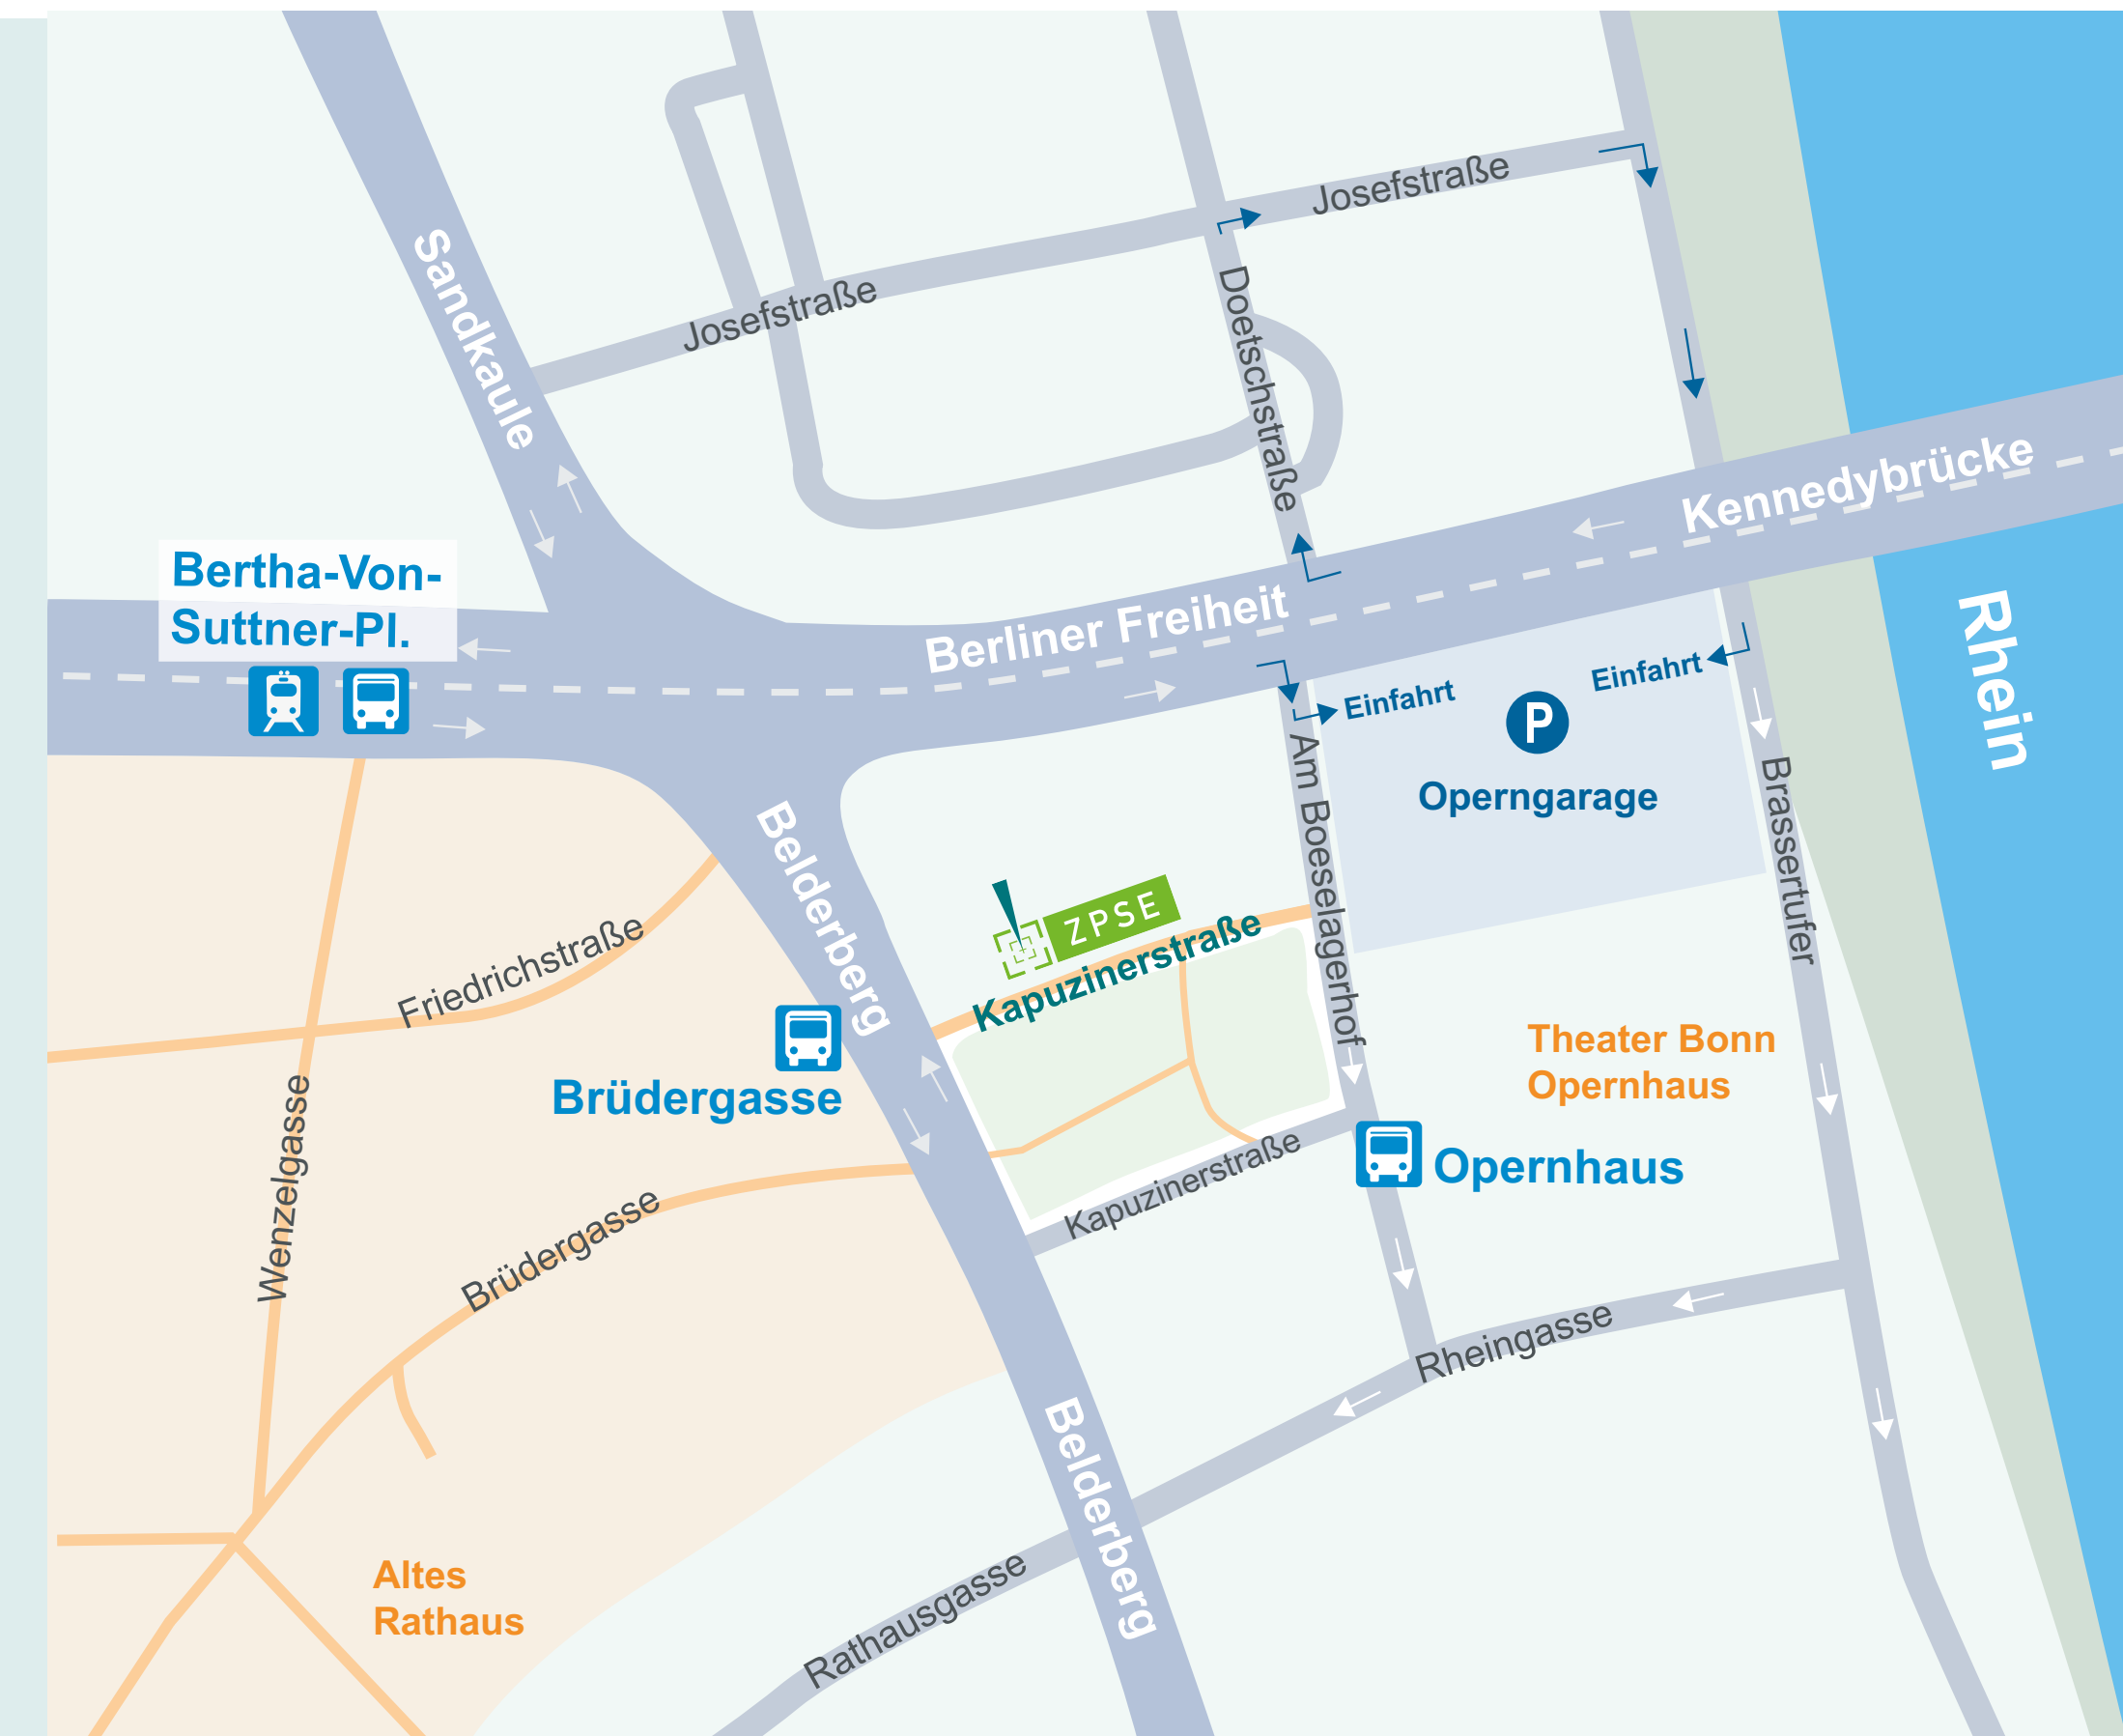 Josefstraße
Sandkaule
Josefstraße
Doetschstraße
Kennedybrücke
Bertha-Von-
Suttner-Pl.
Berliner Freiheit
Rhein
Einfahrt
Einfahrt
P
Operngarage
Am Boeselagerhof
Brassertufer
Belderberg
ZPSE
Kapuzinerstraße
Friedrichstraße
Brüdergasse
Theater Bonn
Opernhaus
Wenzelgasse
Opernhaus
Kapuzinerstraße
Brüdergasse
Rheingasse
Belderberg
Altes
Rathaus
Rathausgasse